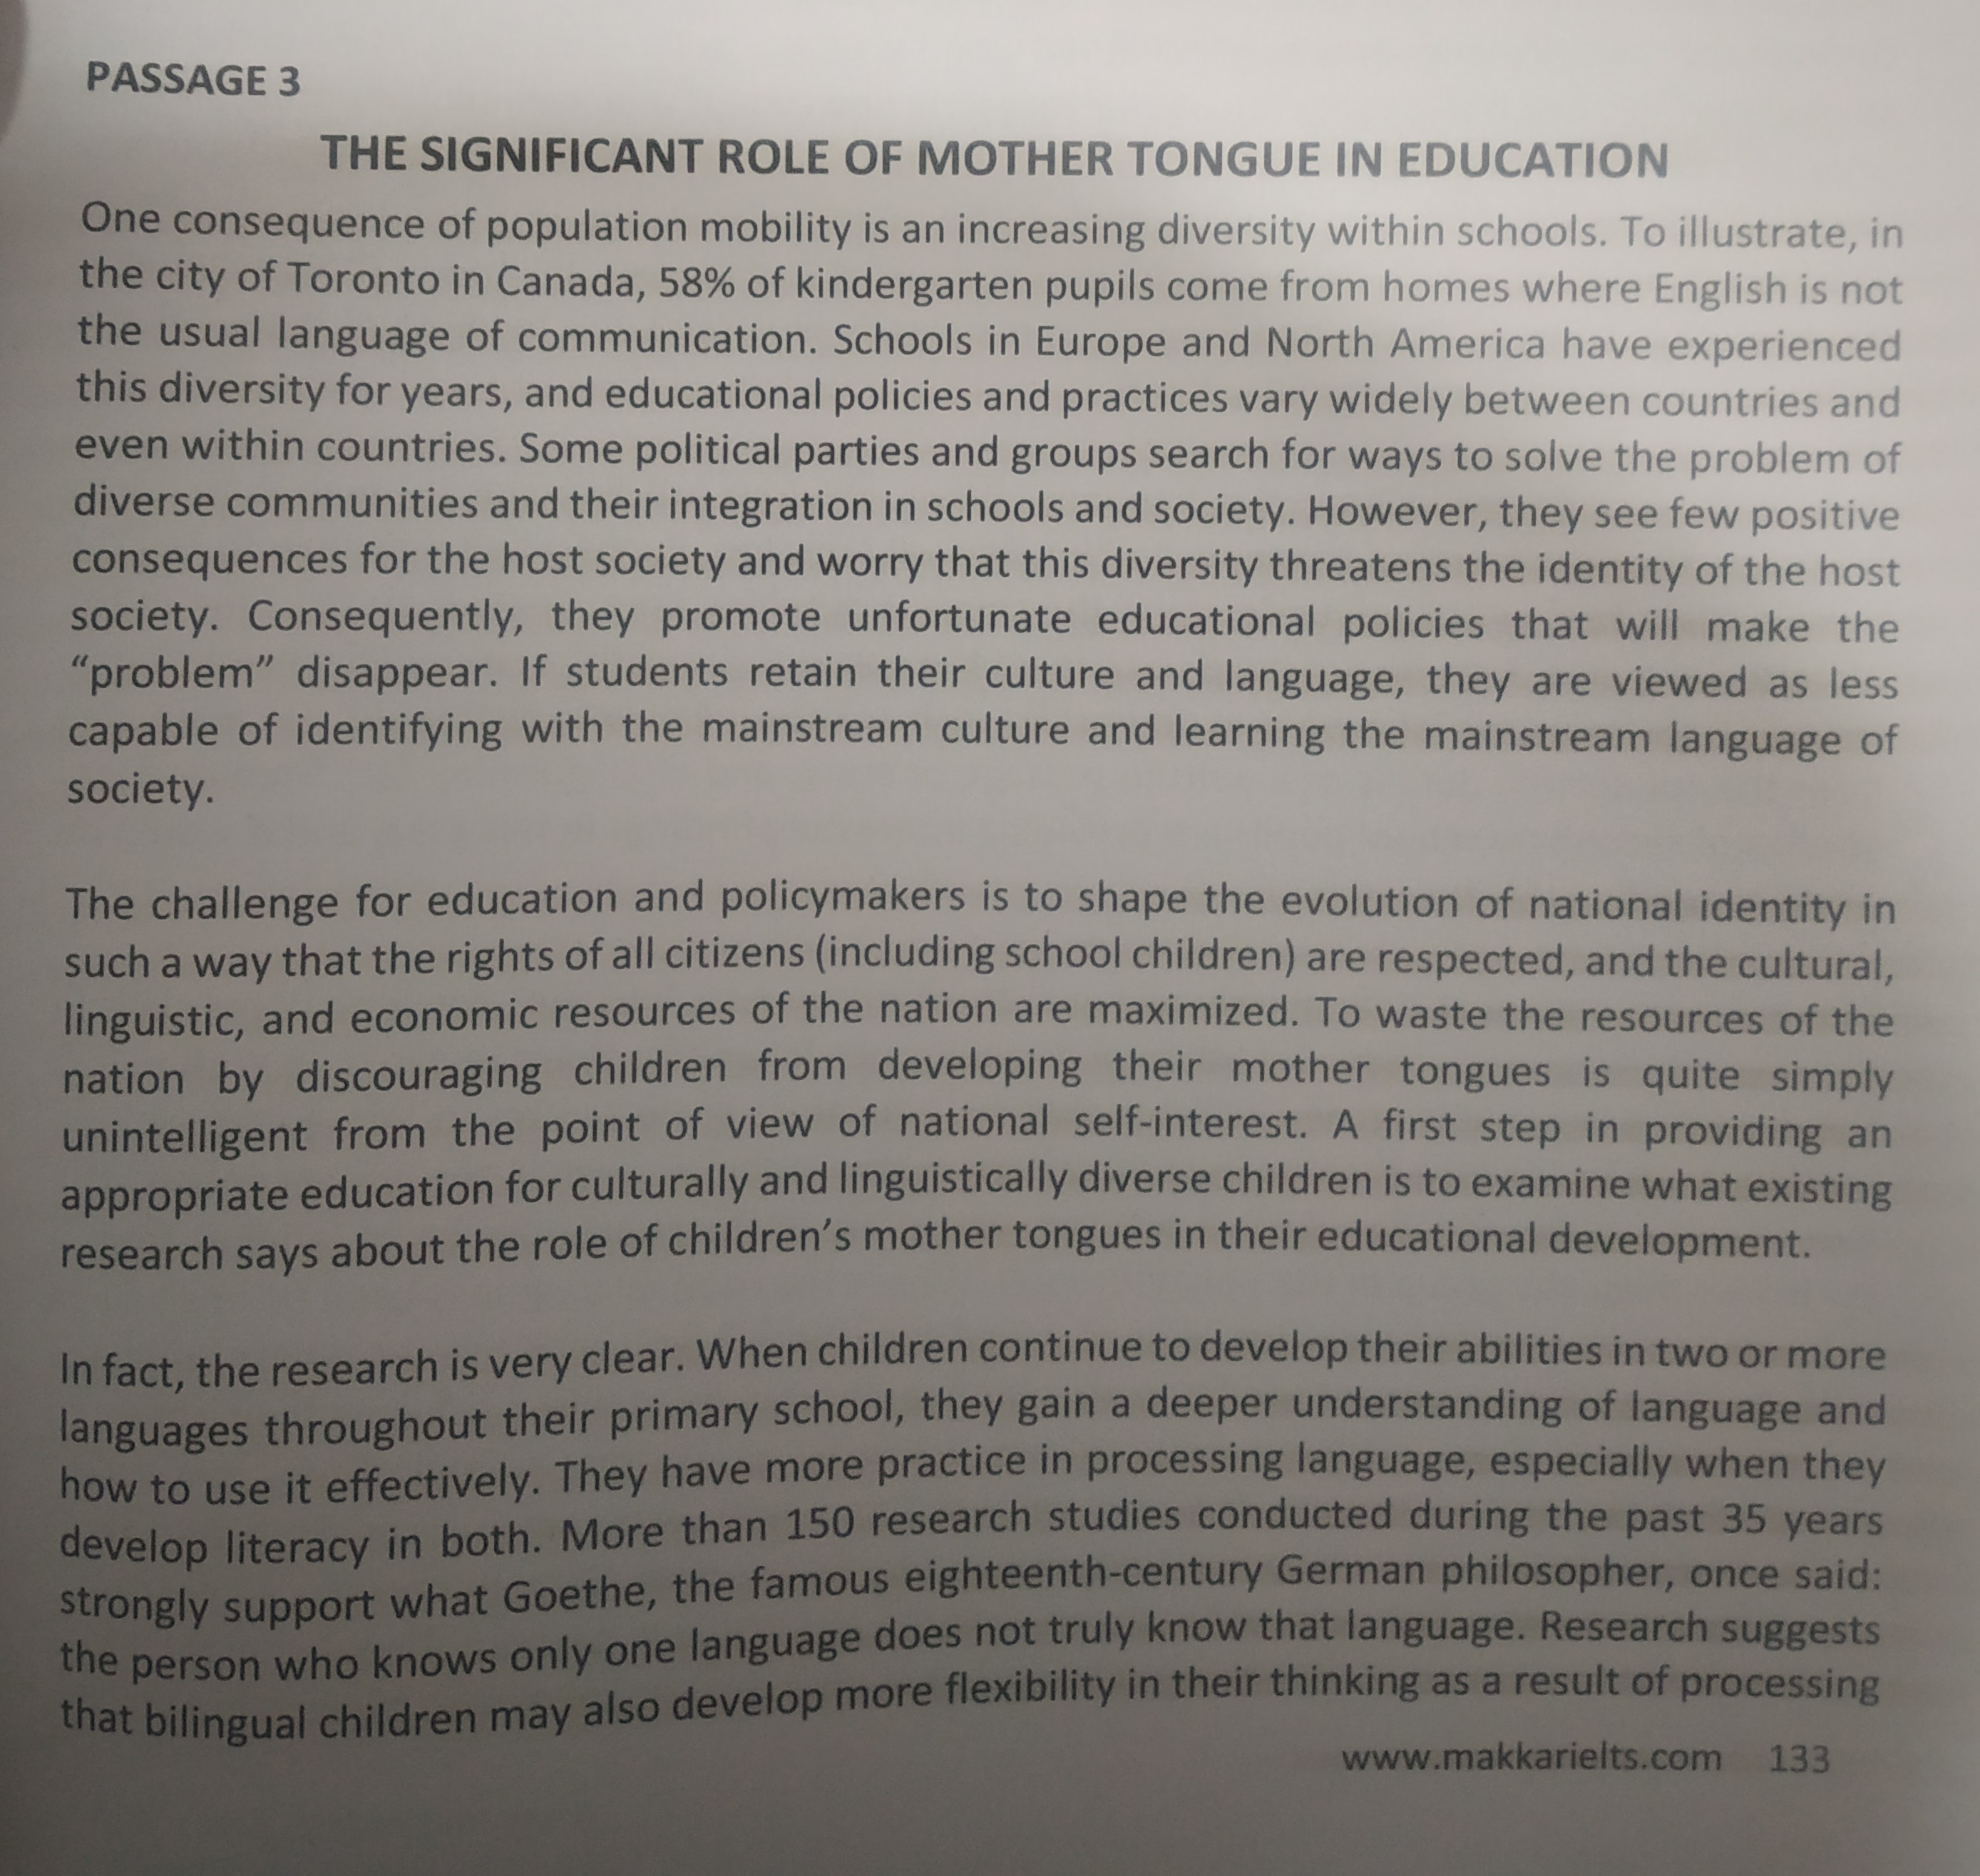 PASSAGE 3
THE SIGNIFICANT ROLE OF MOTHER TONGUE IN EDUCATION
One consequence of population mobility is an increasing diversity within schools. To illustrate, in
the city of Toronto in Canada, 58% of kindergarten pupils come from homes where English is not
the usual language of communication. Schools in Europe and North America have experienced
this diversity for years, and educational policies and practices vary widely between countries and
even within countries. Some political parties and groups search for ways to solve the problem of
diverse communities and their integration in schools and society. However, they see few positive
consequences for the host society and worry that this diversity threatens the identity of the host
society. Consequently, they promote unfortunate educational policies that will make the
“problem” disappear. If students retain their culture and language, they are viewed as less
capable of identifying with the mainstream culture and learning the mainstream language of
society.
The challenge for education and policymakers is to shape the evolution of national identity in
such a way that the rights of all citizens (including school children) are respected, and the cultural,
linguistic, and economic resources of the nation are maximized. To waste the resources of the
nation by discouraging children from developing their mother tongues is quite simply
unintelligent from the point of view of national self-interest. A first step in providing an
appropriate education for culturally and linguistically diverse children is to examine what existing
research says about the role of children’s mother tongues in their educational development.
In fact, the research is very clear. When children continue to develop their abilities in two or more
languages throughout their primary school, they gain a deeper understanding of language and
how to use it effectively. They have more practice in processing language, especially when they
develop literacy in both. More than 150 research studies conducted during the past 35 years
strongly support what Goethe, the famous eighteenth-century German philosopher, once said:
the person who knows only one language does not truly know that language. Research suggests
that bilingual children may also develop more flexibility in their thinking as a result of processing
www.makkarielts.com 133